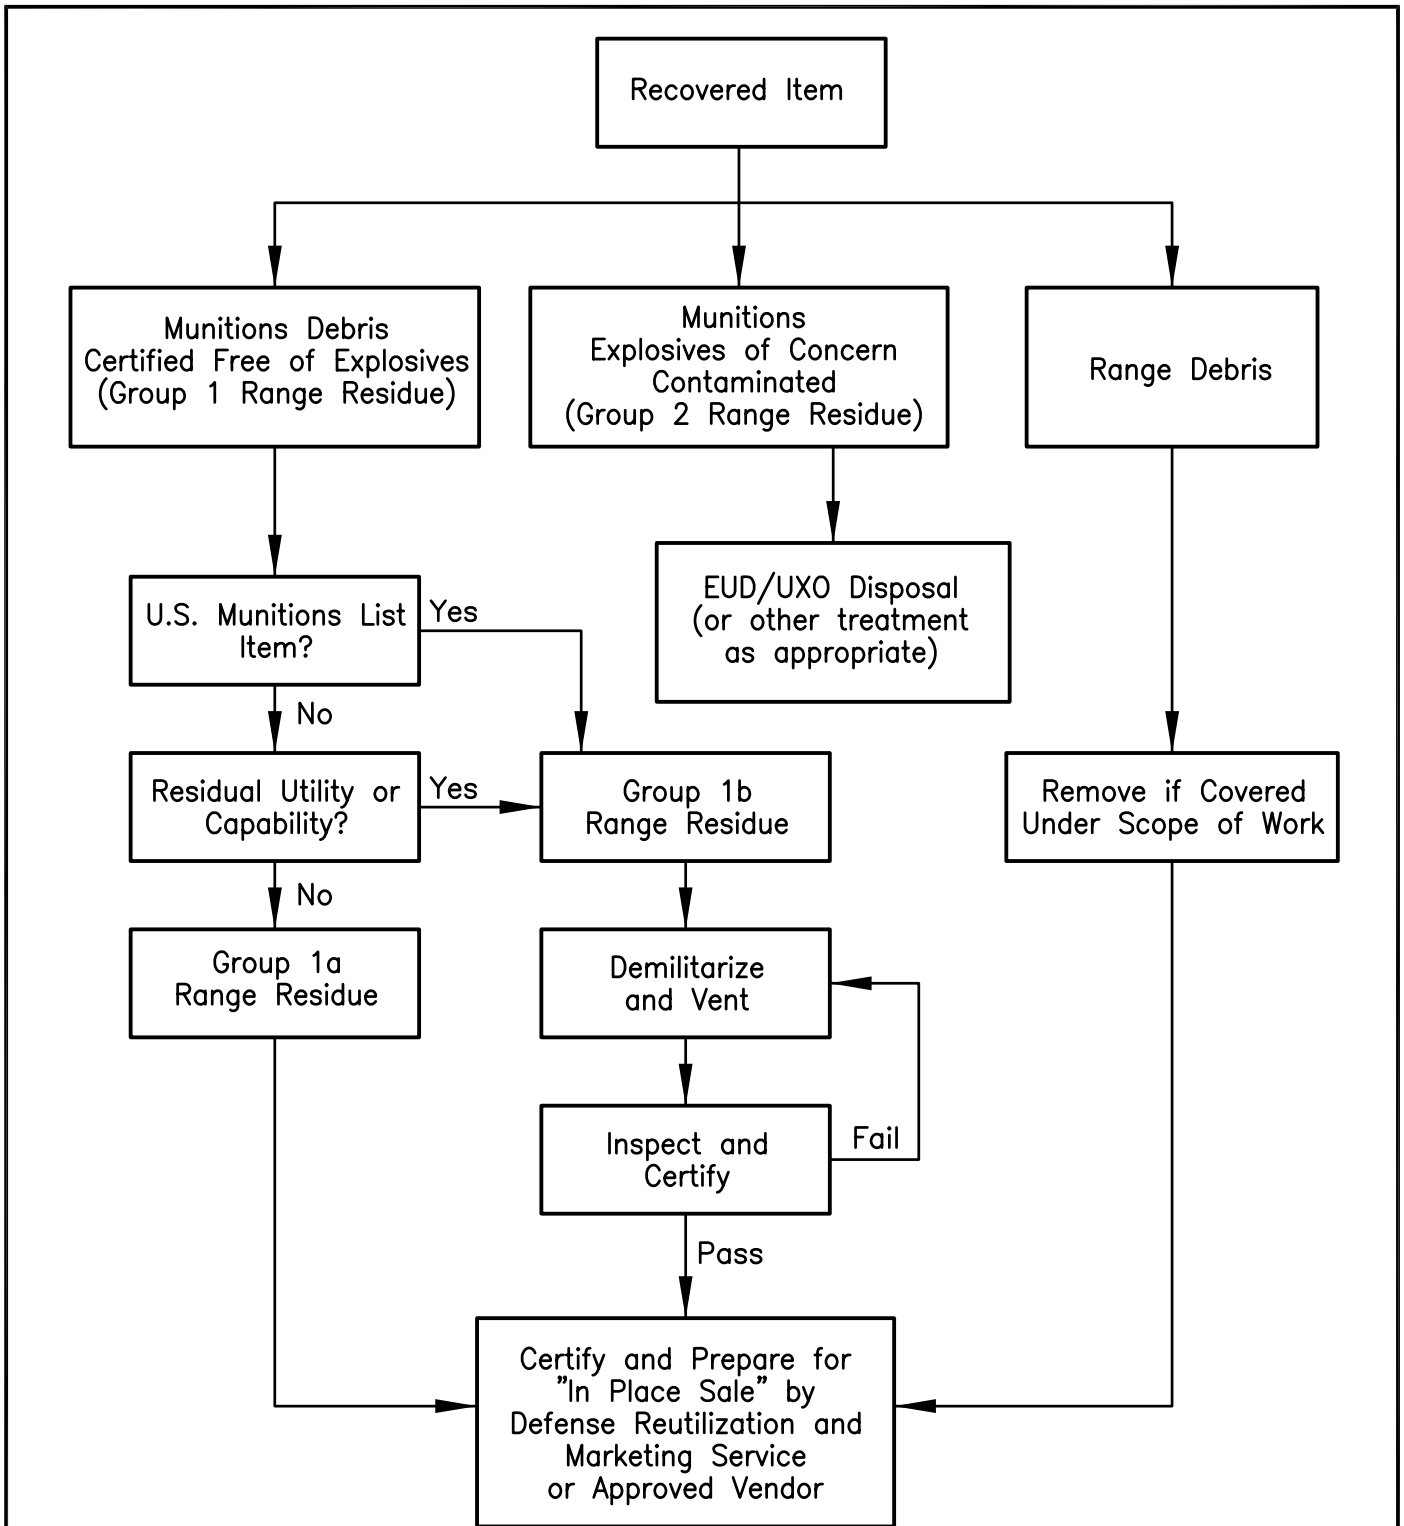 Recovered Item
Munitions Debris
Certified Free of Explosives
(Group 1 Range Residue)
Munitions
Explosives of Concern
Contaminated
(Group 2 Range Residue)
Range Debris
EUD/UXO Disposal
(or other treatment
as appropriate)
U.S. Munitions List
Item?
Yes
No
Residual Utility or
Capability?
Yes
Group 1b
Range Residue
Remove if Covered
Under Scope of Work
No
Group 1a
Range Residue
Demilitarize
and Vent
Inspect and
Certify
Fail
Pass
Certify and Prepare for
"In Place Sale" by
Defense Reutilization and
Marketing Service
or Approved Vendor